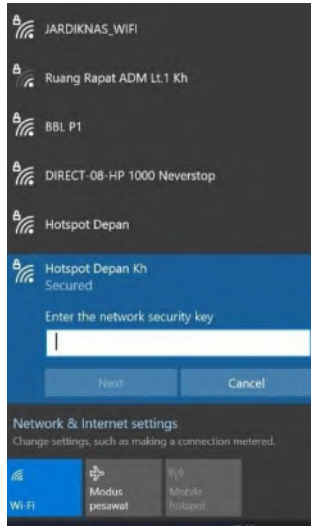 JARDIKNAS_WIFI
Ruang Rapat ADM Lt.1 Kh
BBL P1
DIRECT-08-HP 1000 Neverstop
Hotspot Depan
Hotspot Depan Kh
Secured
Enter the network security key
Next
Cancel
Network & Internet settings
Change settings, such as making a connection metered.
Wi-Fi
Modus
pesawat
Mobile
hotspot